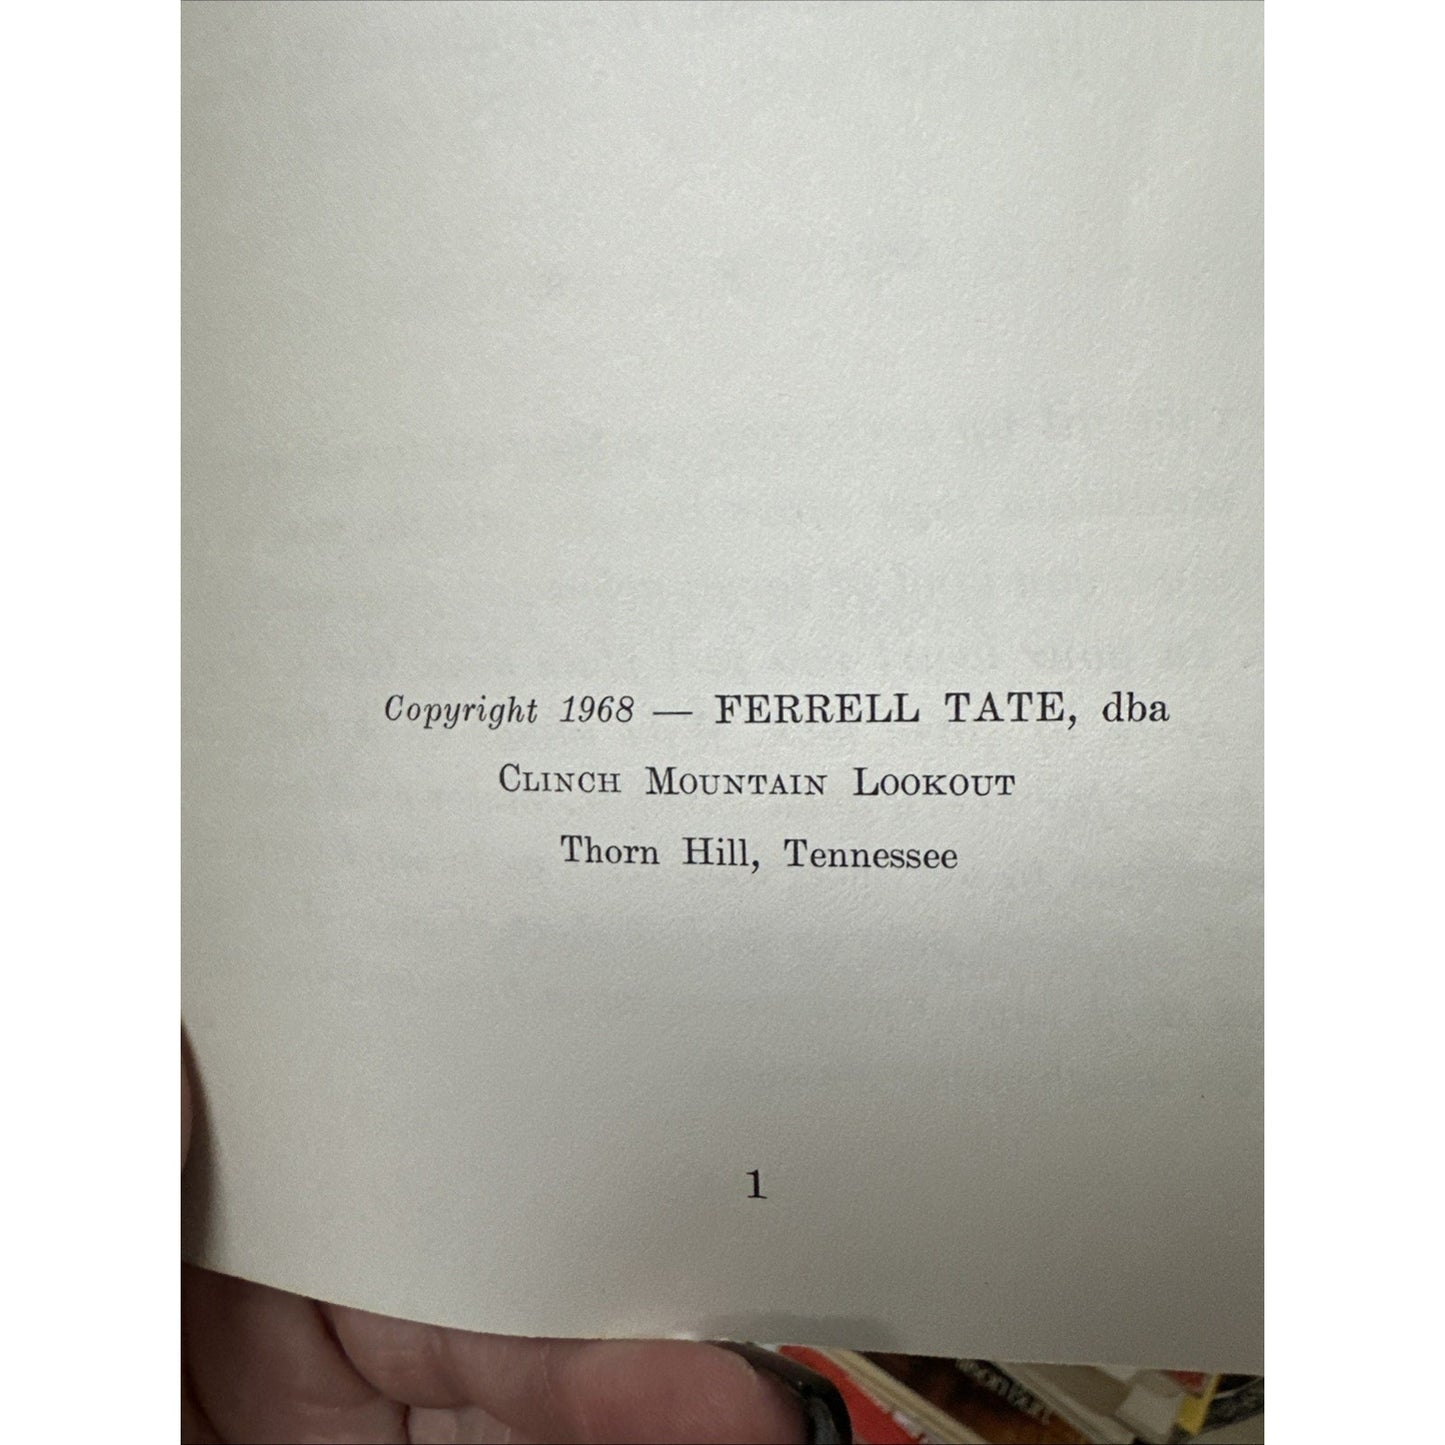 Copyright 1968 — FERRELL TATE, dba
CLINCH MOUNTAIN LOOKOUT
Thorn Hill, Tennessee
1